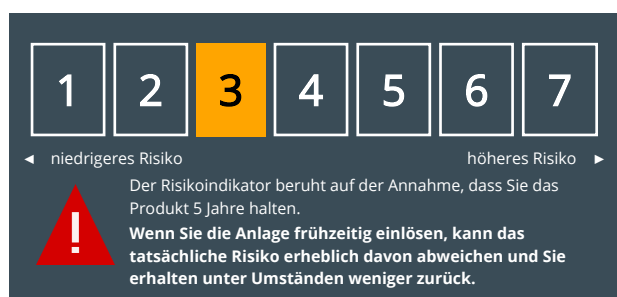 1 2 3 4 5 6 7
◄ niedrigeres Risiko höheres Risiko ►
Der Risikoindikator beruht auf der Annahme, dass Sie das
Produkt 5 Jahre halten.
Wenn Sie die Anlage frühzeitig einlösen, kann das
tatsächliche Risiko erheblich davon abweichen und Sie
erhalten unter Umständen weniger zurück.
!